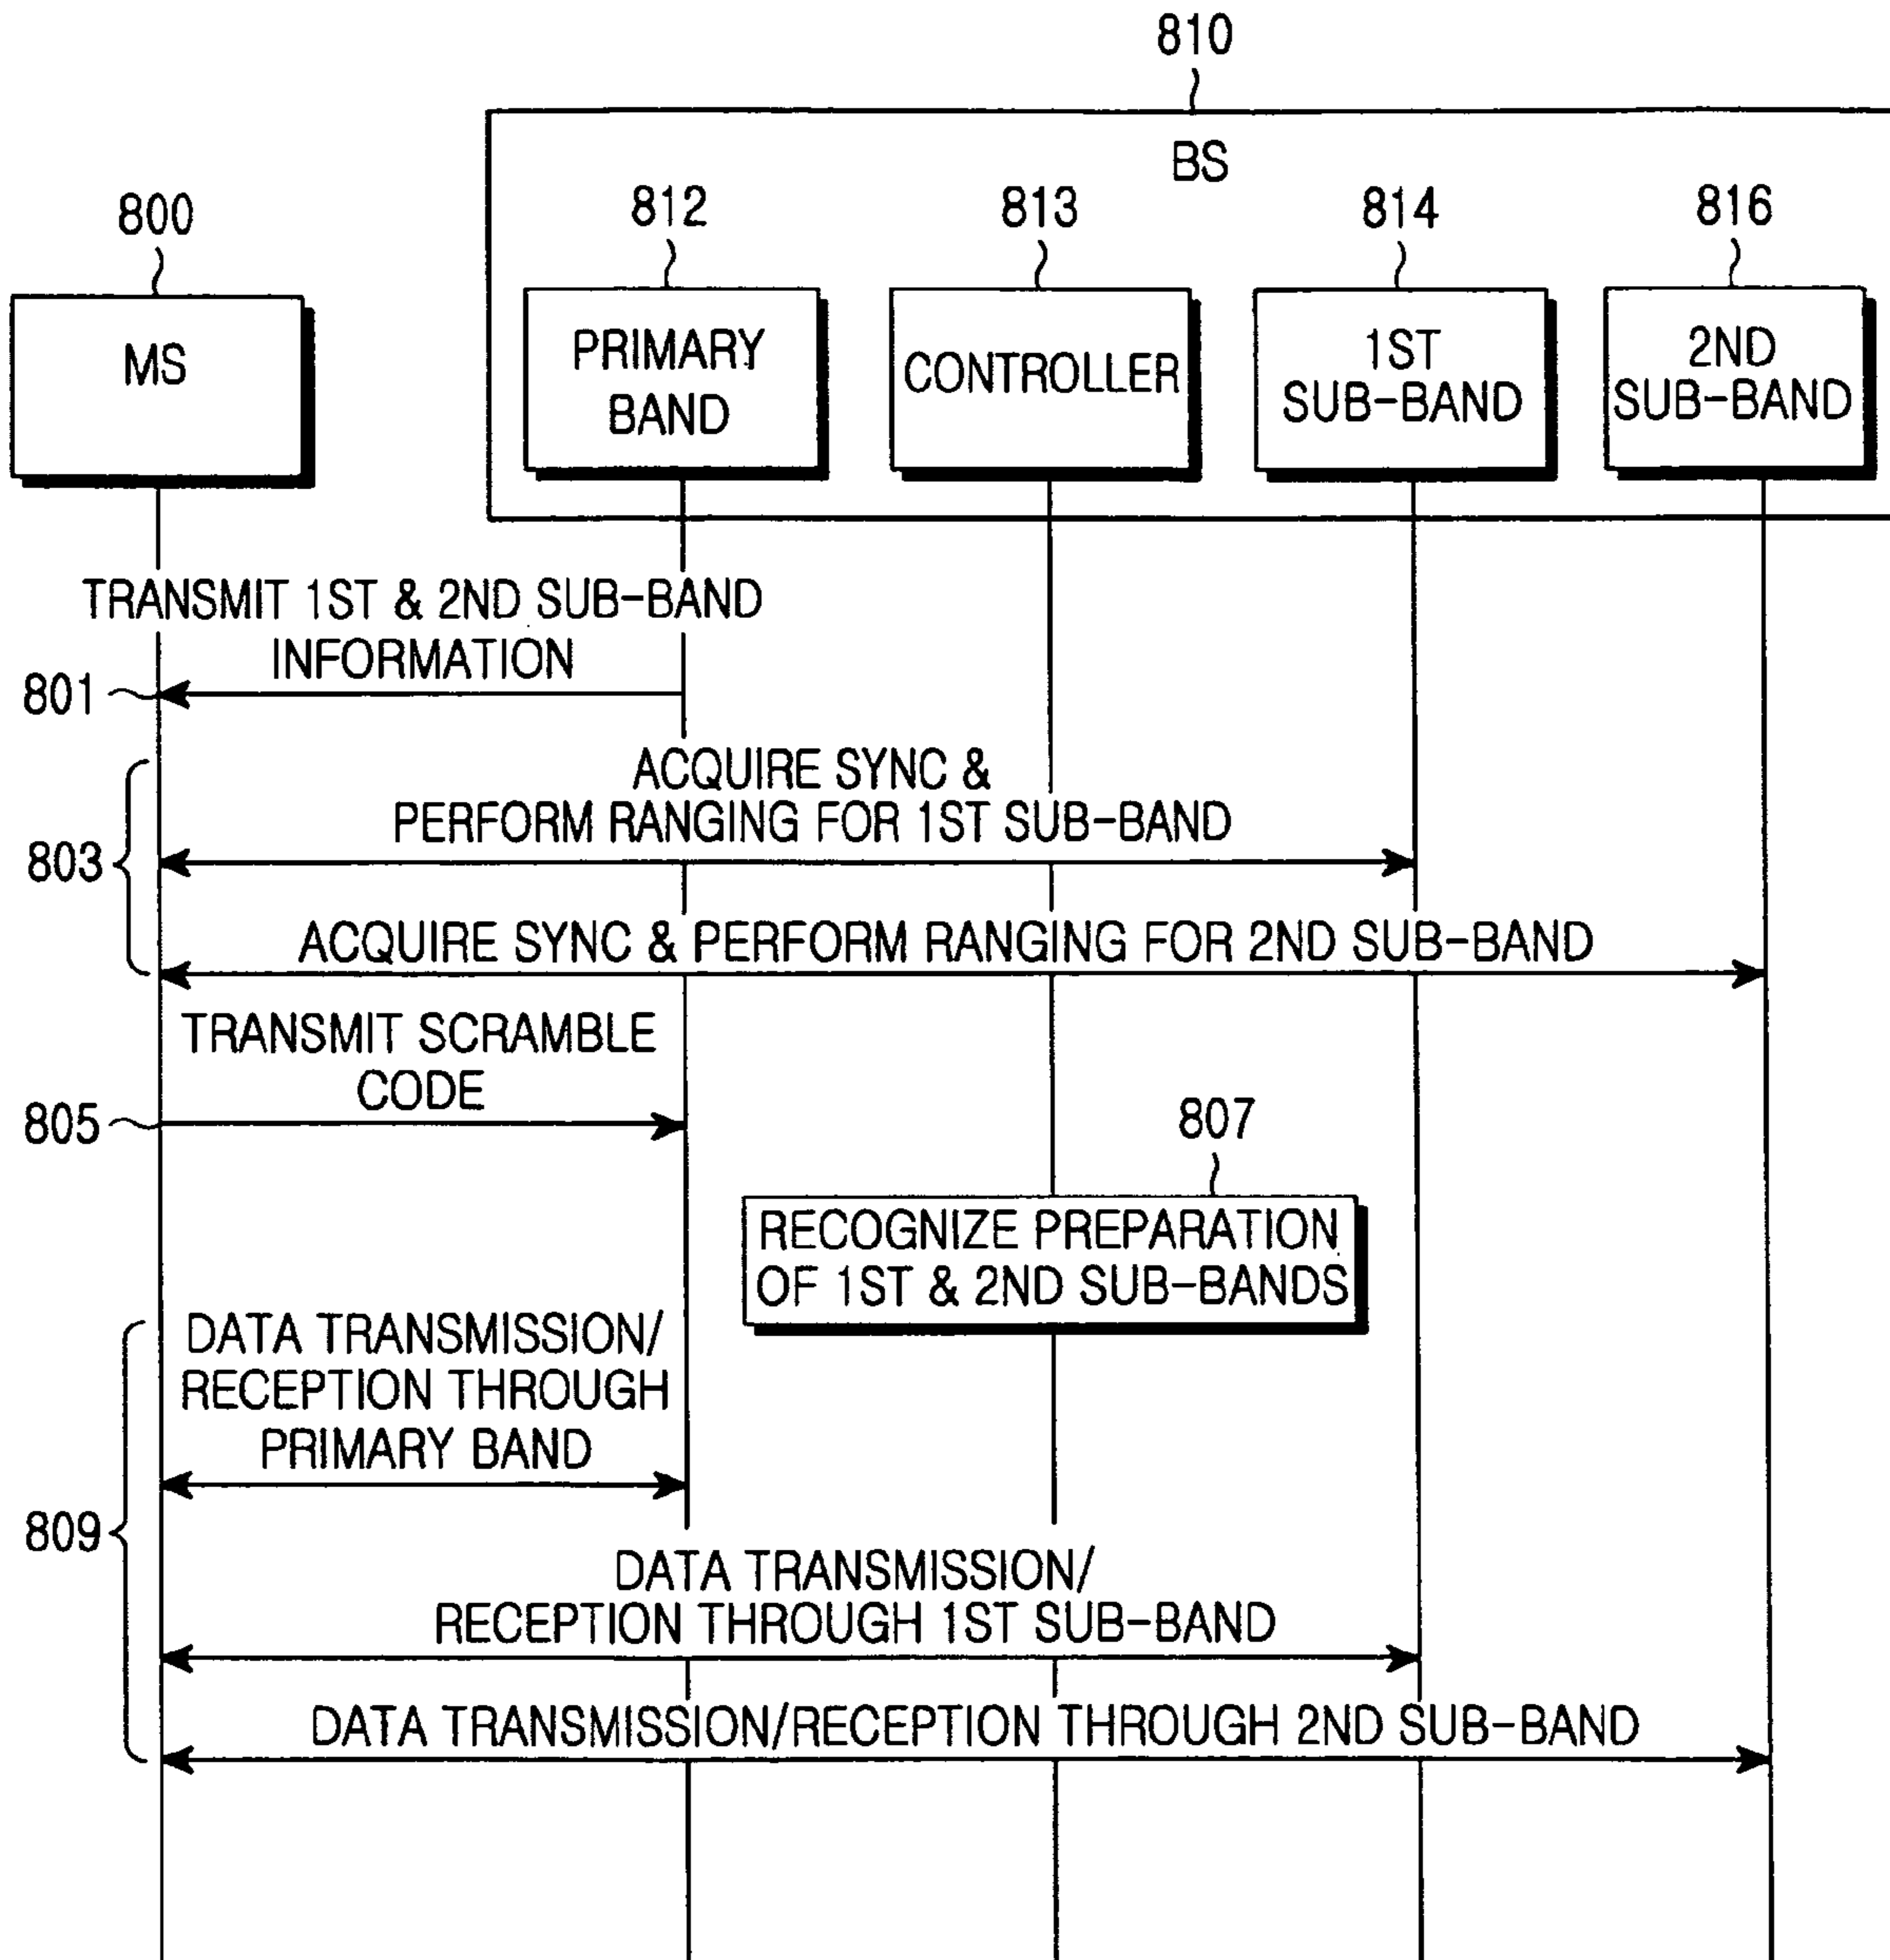 810
BS
800
812
813
814
816
MS
PRIMARY
BAND
CONTROLLER
1ST
SUB-BAND
2ND
SUB-BAND
TRANSMIT 1ST & 2ND SUB-BAND
INFORMATION
801
ACQUIRE SYNC &
PERFORM RANGING FOR 1ST SUB-BAND
803
ACQUIRE SYNC & PERFORM RANGING FOR 2ND SUB-BAND
TRANSMIT SCRAMBLE
CODE
805
807
RECOGNIZE PREPARATION
OF 1ST & 2ND SUB-BANDS
DATA TRANSMISSION/
RECEPTION THROUGH
PRIMARY BAND
809
DATA TRANSMISSION/
RECEPTION THROUGH 1ST SUB-BAND
DATA TRANSMISSION/RECEPTION THROUGH 2ND SUB-BAND